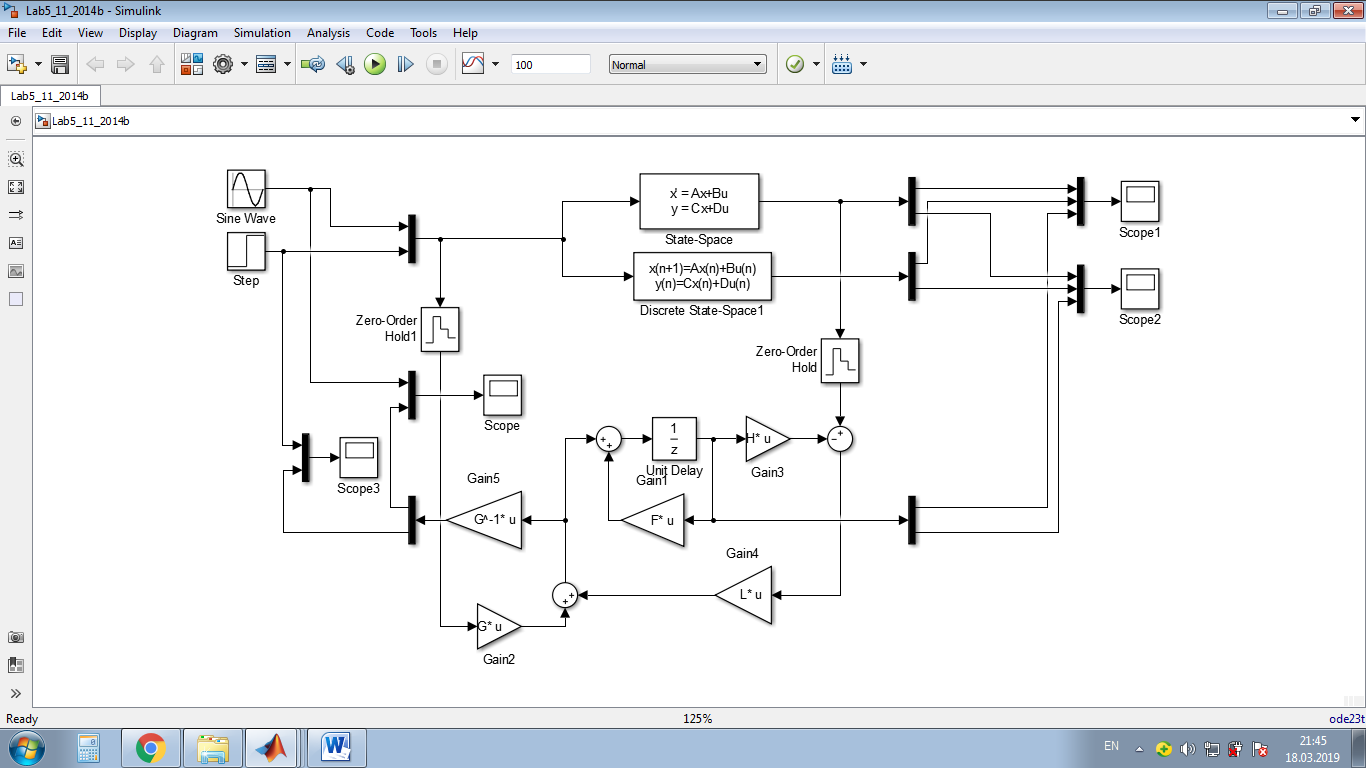 Lab5_11_2014b - Simulink
File Edit View Display Diagram Simulation Analysis Code Tools Help
100 Normal
Lab5_11_2014b
Lab5_11_2014b
Sine Wave
Step
x' = Ax+Bu
y = Cx+Du
State-Space
x(n+1)=Ax(n)+Bu(n)
y(n)=Cx(n)+Du(n)
Discrete State-Space1
Scope1
Scope2
Zero-Order
Hold1
Zero-Order
Hold
Scope
Scope3
1
z
Unit Delay
H* u
Gain3
Gain1
F* u
Gain5
G^-1* u
Gain4
L* u
G* u
Gain2
Ready 125% ode23t
EN 21:45
18.03.2019